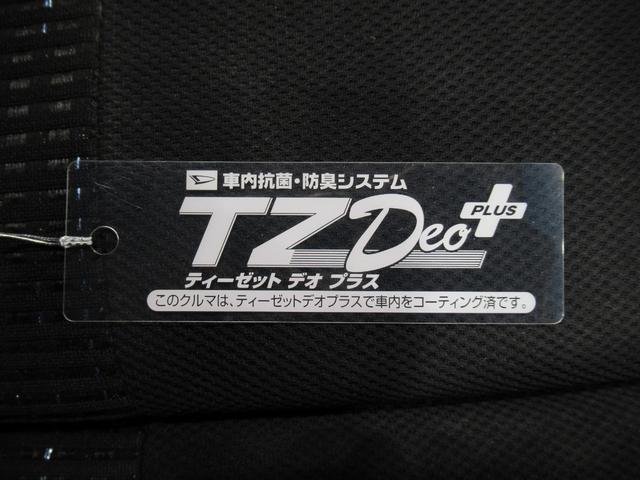 車内抗菌・防臭システム
TZ Deo PLUS
ティーゼット デオ プラス
このクルマは、ティーゼットデオプラスで車内をコーティング済です。